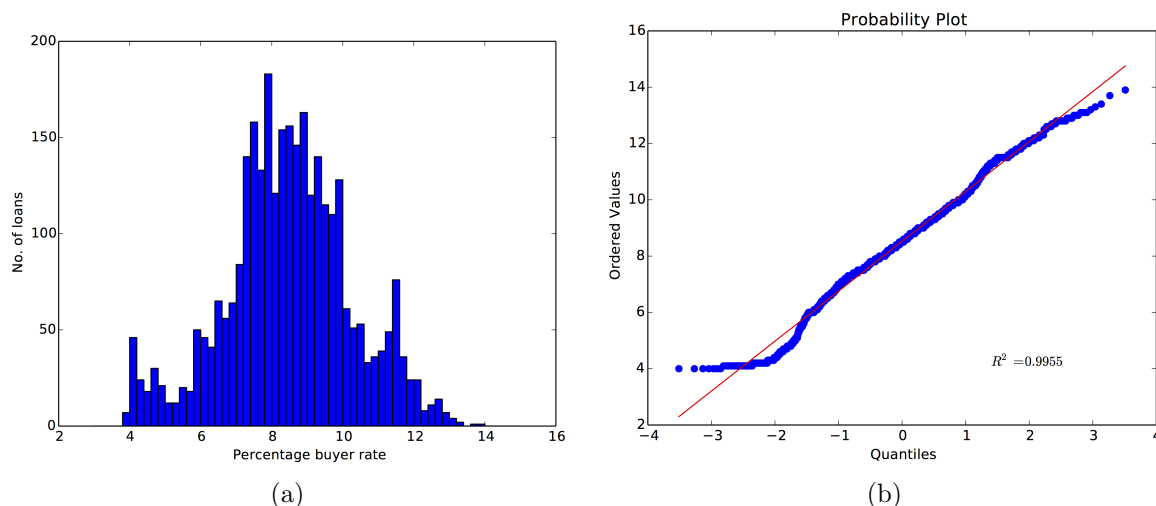 200
150
100
50
0
No. of loans
2 4 6 8 10 12 14 16
Percentage buyer rate
(a)
Probability Plot
16
14
12
10
8
6
4
2
Ordered Values
R² = 0.9955
−4 −3 −2 −1 0 1 2 3 4
Quantiles
(b)